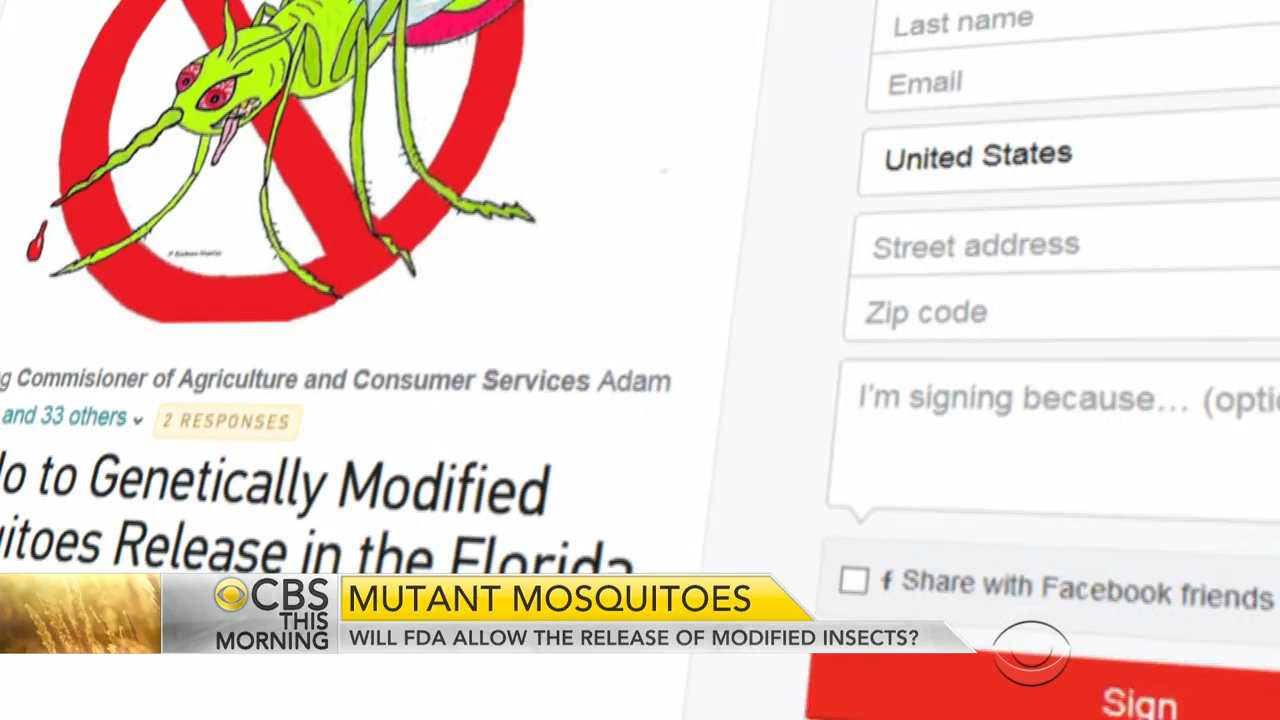 Last name
Email
United States
Street address
Zip code
I'm signing because... (optio
f Share with Facebook friends
Sign
g Commisioner of Agriculture and Consumer Services Adam
and 33 others
2 RESPONSES
lo to Genetically Modified
uitoes Release in the Florida
CBS
THIS
MORNING
MUTANT MOSQUITOES
WILL FDA ALLOW THE RELEASE OF MODIFIED INSECTS?